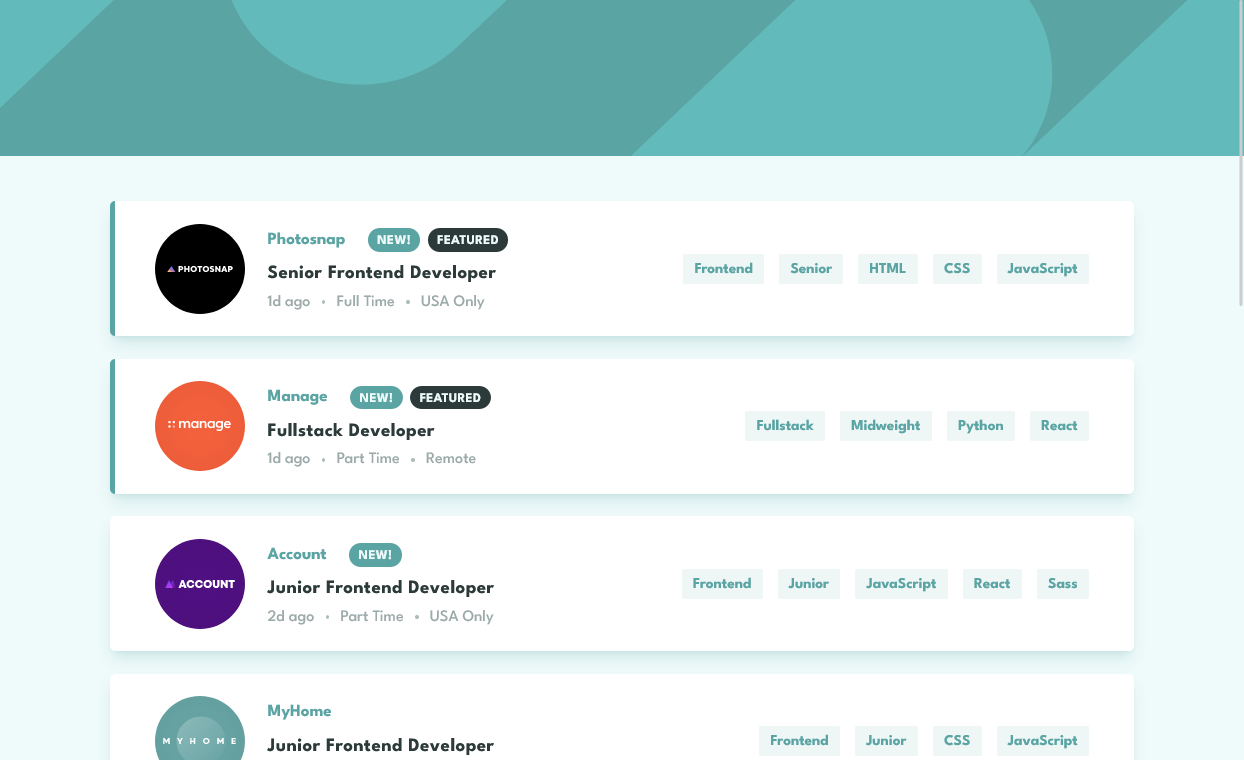 PHOTOSNAP
Photosnap NEW! FEATURED
Senior Frontend Developer
1d ago • Full Time • USA Only
Frontend Senior HTML CSS JavaScript
:: manage
Manage NEW! FEATURED
Fullstack Developer
1d ago • Part Time • Remote
Fullstack Midweight Python React
ACCOUNT
Account NEW!
Junior Frontend Developer
2d ago • Part Time • USA Only
Frontend Junior JavaScript React Sass
MYHOME
MyHome
Junior Frontend Developer
Frontend Junior CSS JavaScript